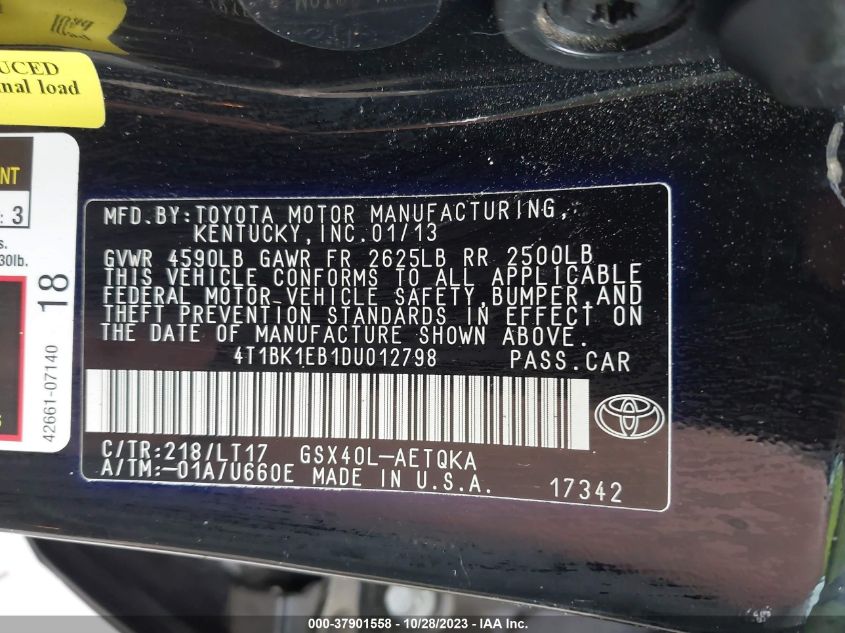 UCED
nal load
NT
: 3
s.
30lb.
18
42661-07140
MFD.BY:TOYOTA MOTOR MANUFACTURING,
KENTUCKY,INC.01/13
GVWR 4590LB GAWR FR 2625LB RR 2500LB
THIS VEHICLE CONFORMS TO ALL APPLICABLE
FEDERAL MOTOR-VEHICLE SAFETY,BUMPER,AND
THEFT PREVENTION STANDARDS IN EFFECT ON
THE DATE OF MANUFACTURE SHOWN ABOVE.
4T1BK1EB1DU012798 PASS.CAR
C/TR:218/LT17 GSX40L-AETQKA
A/TM:-01A/U660E MADE IN U.S.A. 17342
000-37901558 - 10/28/2023 - IAA Inc.